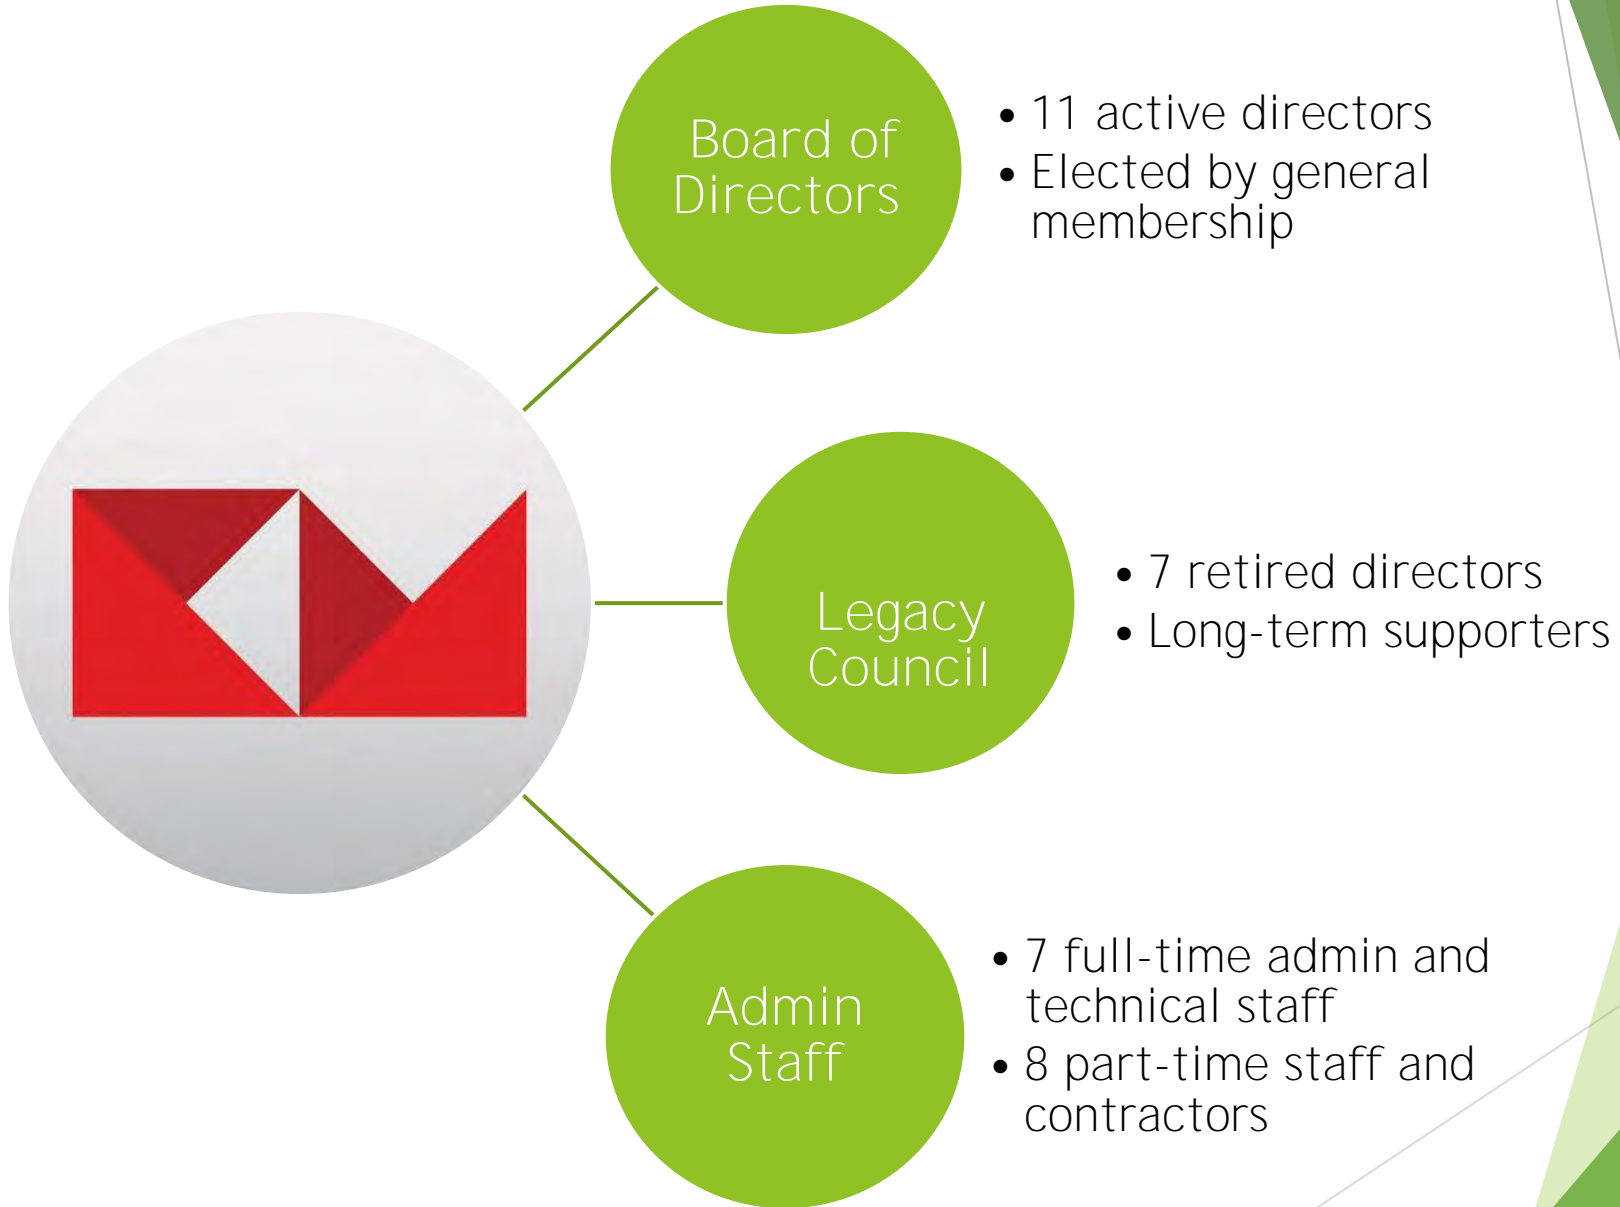 Board of
Directors
• 11 active directors
• Elected by general
membership
Legacy
Council
• 7 retired directors
• Long-term supporters
Admin
Staff
• 7 full-time admin and
technical staff
• 8 part-time staff and
contractors